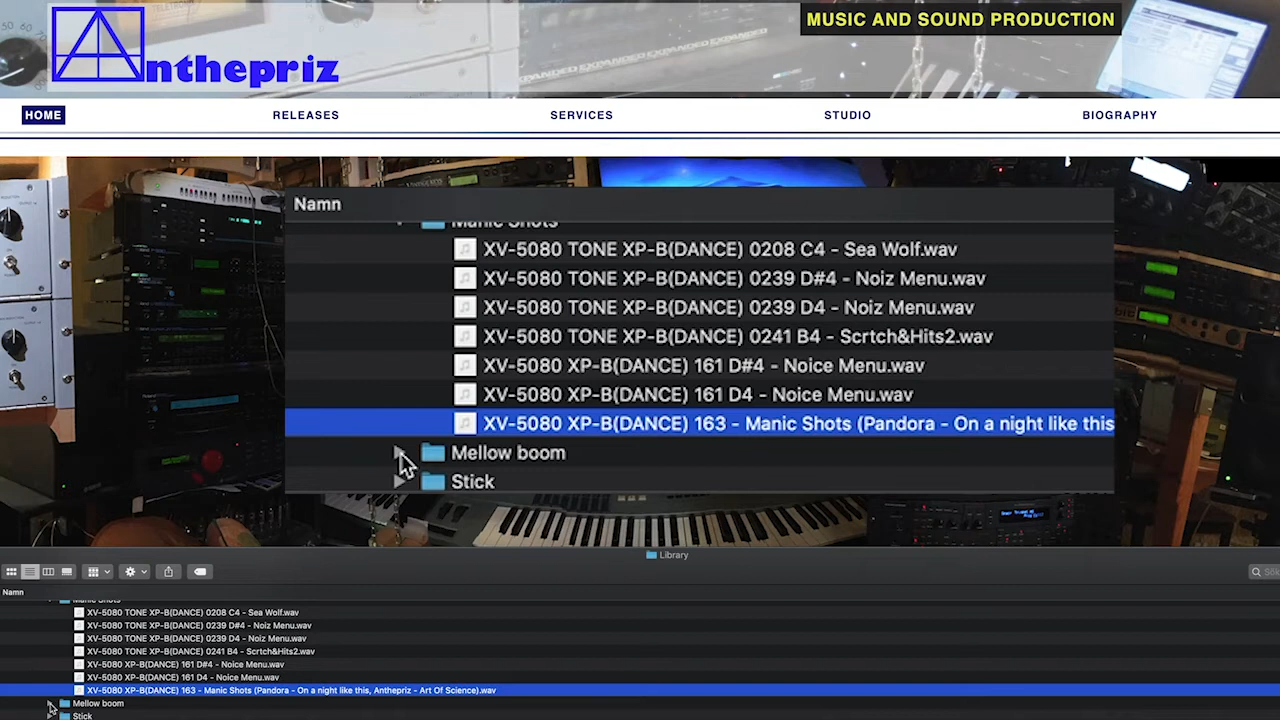 Anthepriz
MUSIC AND SOUND PRODUCTION
HOME
RELEASES
SERVICES
STUDIO
BIOGRAPHY
Namn
Manic Shots
XV-5080 TONE XP-B(DANCE) 0208 C4 - Sea Wolf.wav
XV-5080 TONE XP-B(DANCE) 0239 D#4 - Noiz Menu.wav
XV-5080 TONE XP-B(DANCE) 0239 D4 - Noiz Menu.wav
XV-5080 TONE XP-B(DANCE) 0241 B4 - Scrtch&Hits2.wav
XV-5080 XP-B(DANCE) 161 D#4 - Noice Menu.wav
XV-5080 XP-B(DANCE) 161 D4 - Noice Menu.wav
XV-5080 XP-B(DANCE) 163 - Manic Shots (Pandora - On a night like this
Mellow boom
Stick
Library
Namn
Manic Shots
XV-5080 TONE XP-B(DANCE) 0208 C4 - Sea Wolf.wav
XV-5080 TONE XP-B(DANCE) 0239 D#4 - Noiz Menu.wav
XV-5080 TONE XP-B(DANCE) 0239 D4 - Noiz Menu.wav
XV-5080 TONE XP-B(DANCE) 0241 B4 - Scrtch&Hits2.wav
XV-5080 XP-B(DANCE) 161 D#4 - Noice Menu.wav
XV-5080 XP-B(DANCE) 161 D4 - Noice Menu.wav
XV-5080 XP-B(DANCE) 163 - Manic Shots (Pandora - On a night like this, Anthepriz - Art Of Science).wav
Mellow boom
Stick